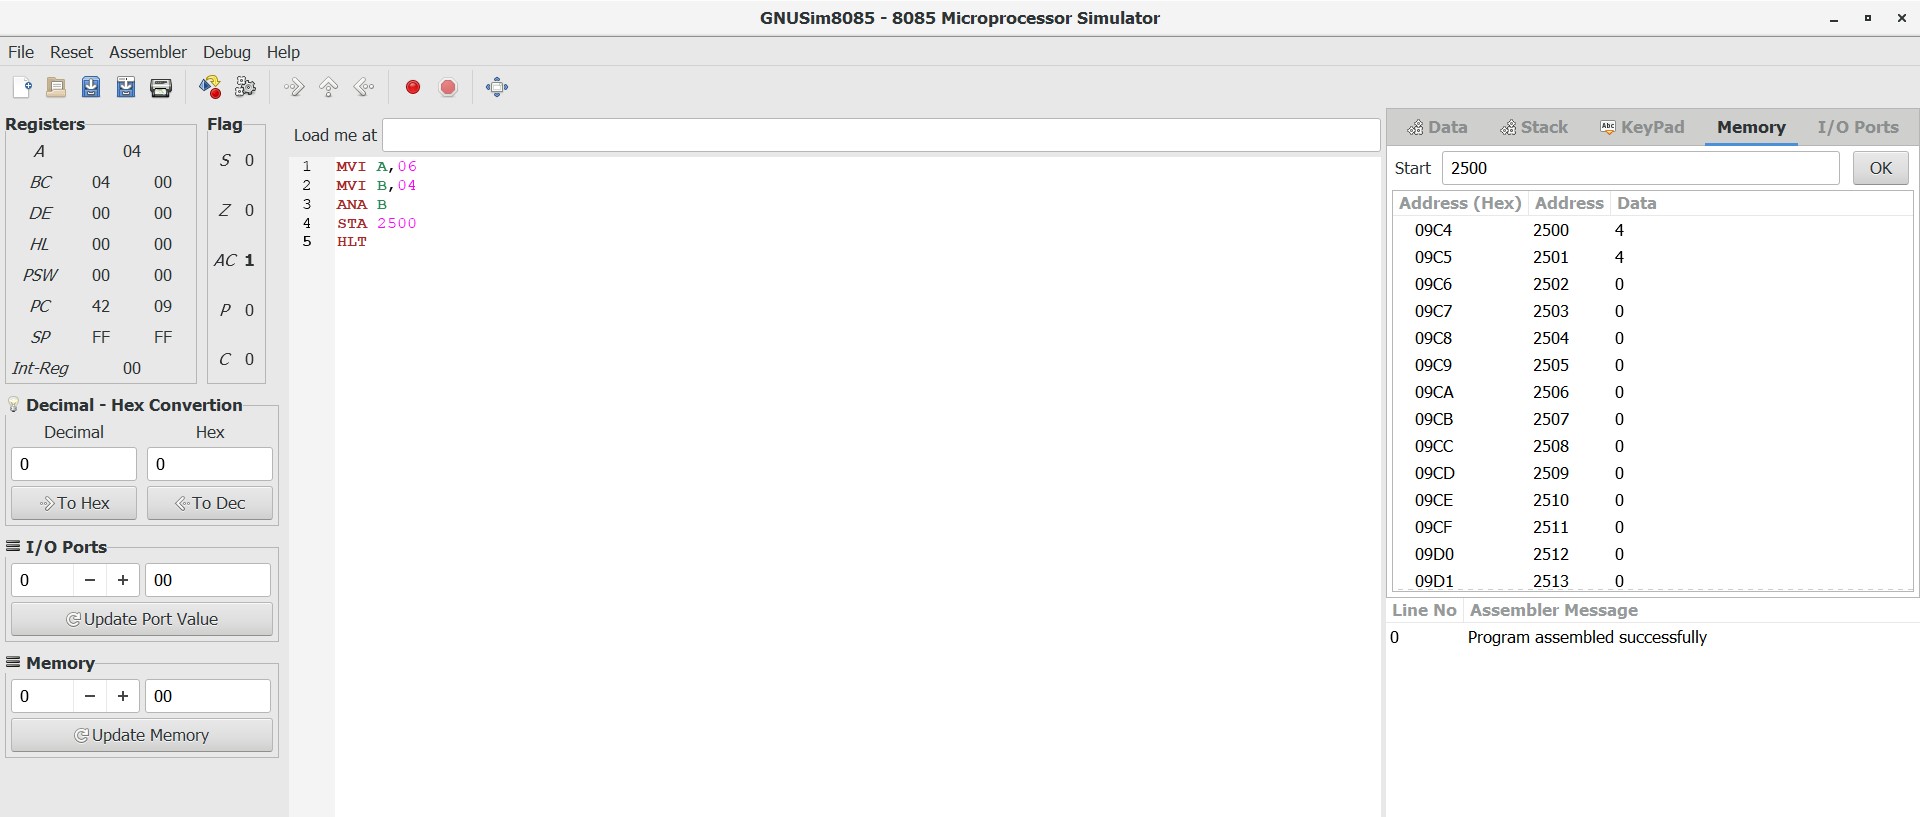 GNUSim8085 - 8085 Microprocessor Simulator
File Reset Assembler Debug Help
Registers
A 04
BC 04 00
DE 00 00
HL 00 00
PSW 00 00
PC 42 09
SP FF FF
Int-Reg 00
Flag
S 0
Z 0
AC 1
P 0
C 0
Decimal - Hex Convertion
Decimal Hex
0 0
To Hex To Dec
I/O Ports
0 − + 00
Update Port Value
Memory
0 − + 00
Update Memory
Load me at
1 MVI A,06
2 MVI B,04
3 ANA B
4 STA 2500
5 HLT
Data Stack Abc KeyPad Memory I/O Ports
Start 2500 OK
Address (Hex) Address Data
09C4 2500 4
09C5 2501 4
09C6 2502 0
09C7 2503 0
09C8 2504 0
09C9 2505 0
09CA 2506 0
09CB 2507 0
09CC 2508 0
09CD 2509 0
09CE 2510 0
09CF 2511 0
09D0 2512 0
09D1 2513 0
Line No Assembler Message
0 Program assembled successfully